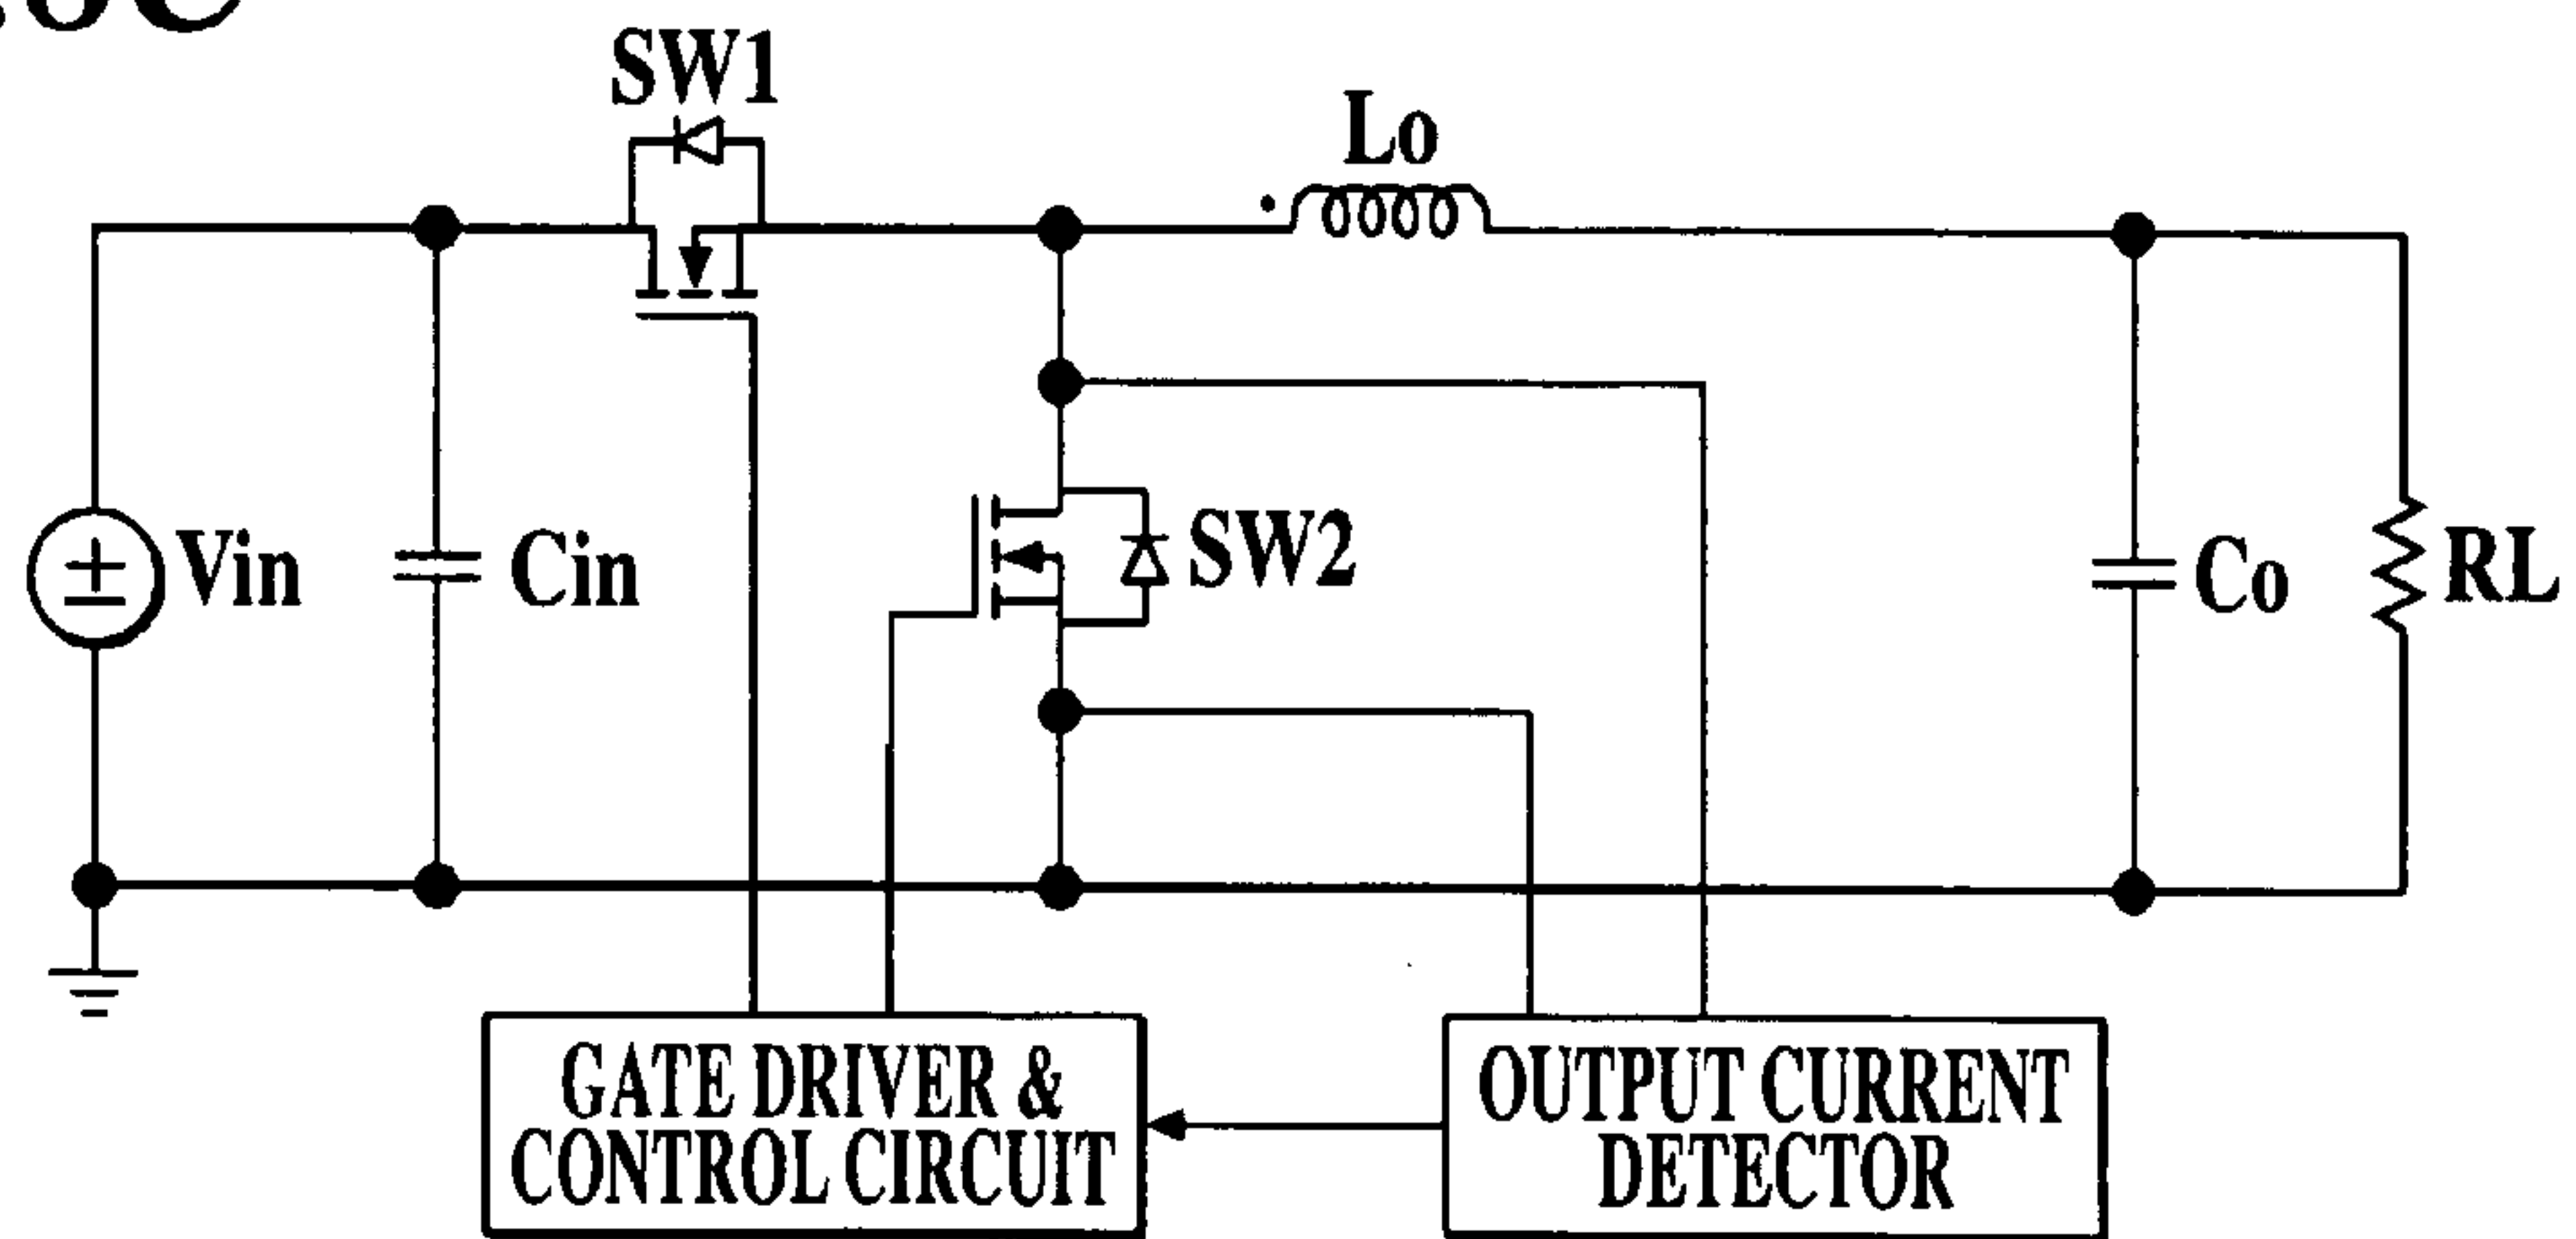 SW1
Lo
Vin
Cin
SW2
Co
RL
GATE DRIVER &
CONTROL CIRCUIT
OUTPUT CURRENT
DETECTOR